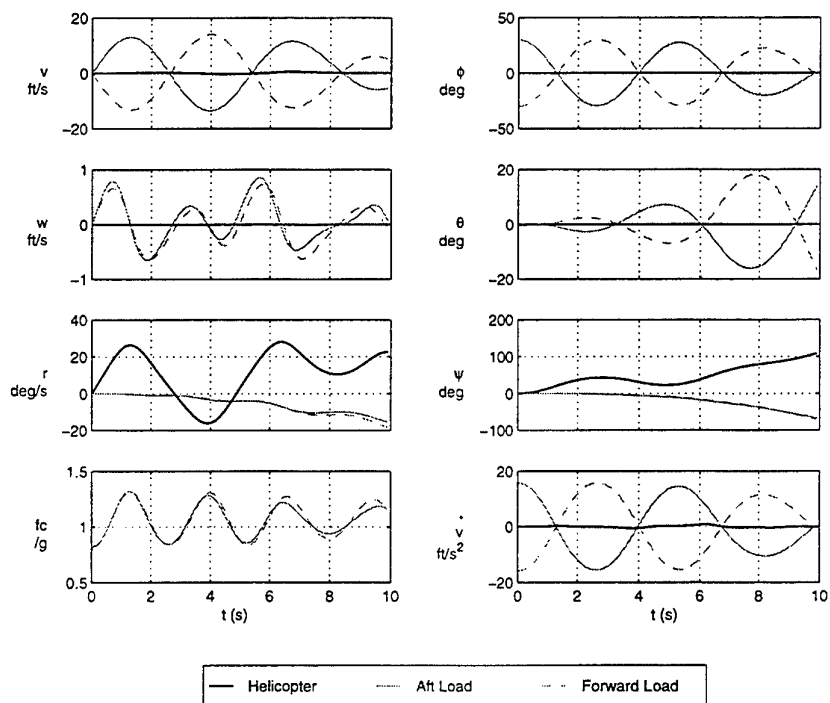 20
v
0
ft/s
-20
50
ϕ
0
deg
-50
1
w
0
ft/s
-1
20
θ
0
deg
-20
40
20
r
deg/s
0
-20
200
100
ψ
deg
0
-100
1.5
fc
1
/g
0.5
0 2 4 6 8 10
t (s)
20
v̇
0
ft/s²
-20
0 2 4 6 8 10
t (s)
Helicopter Aft Load Forward Load